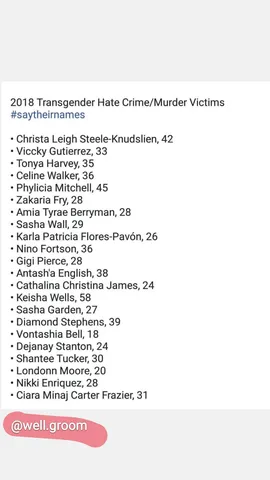 2018 Transgender Hate Crime/Murder Victims
#saytheirnames
• Christa Leigh Steele-Knudslien, 42
• Viccky Gutierrez, 33
• Tonya Harvey, 35
• Celine Walker, 36
• Phylicia Mitchell, 45
• Zakaria Fry, 28
• Amia Tyrae Berryman, 28
• Sasha Wall, 29
• Karla Patricia Flores-Pavón, 26
• Nino Fortson, 36
• Gigi Pierce, 28
• Antash'a English, 38
• Cathalina Christina James, 24
• Keisha Wells, 58
• Sasha Garden, 27
• Diamond Stephens, 39
• Vontashia Bell, 18
• Dejanay Stanton, 24
• Shantee Tucker, 30
• Londonn Moore, 20
• Nikki Enriquez, 28
• Ciara Minaj Carter Frazier, 31
@well.groom